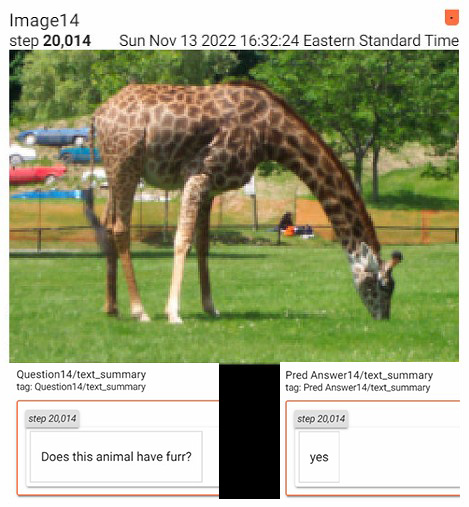 Image14
step 20,014 Sun Nov 13 2022 16:32:24 Eastern Standard Time
Question14/text_summary
tag: Question14/text_summary
step 20,014
Does this animal have furr?
Pred Answer14/text_summary
tag: Pred Answer14/text_summary
step 20,014
yes